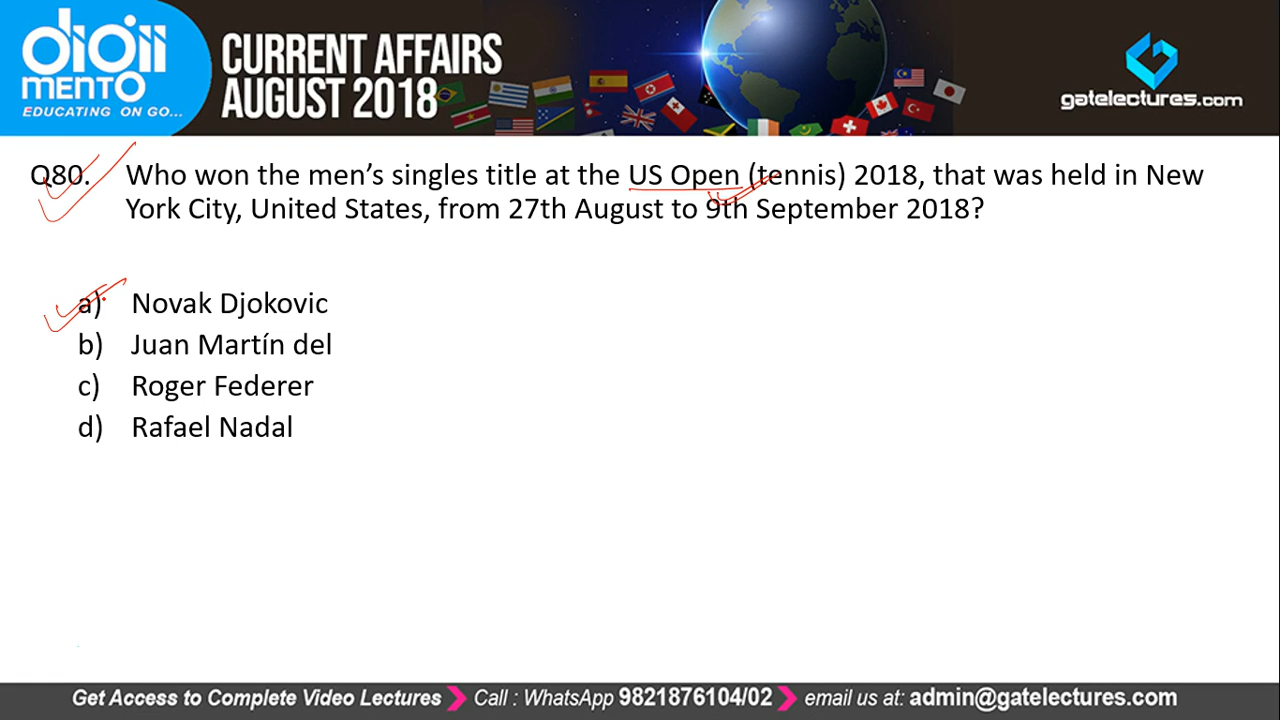 digii
MENTO
EDUCATING ON GO...
CURRENT AFFAIRS
AUGUST 2018
gatelectures.com
Q80. Who won the men’s singles title at the US Open (tennis) 2018, that was held in New
York City, United States, from 27th August to 9th September 2018?
a) Novak Djokovic
b) Juan Martín del
c) Roger Federer
d) Rafael Nadal
Get Access to Complete Video Lectures Call : WhatsApp 9821876104/02 email us at: admin@gatelectures.com